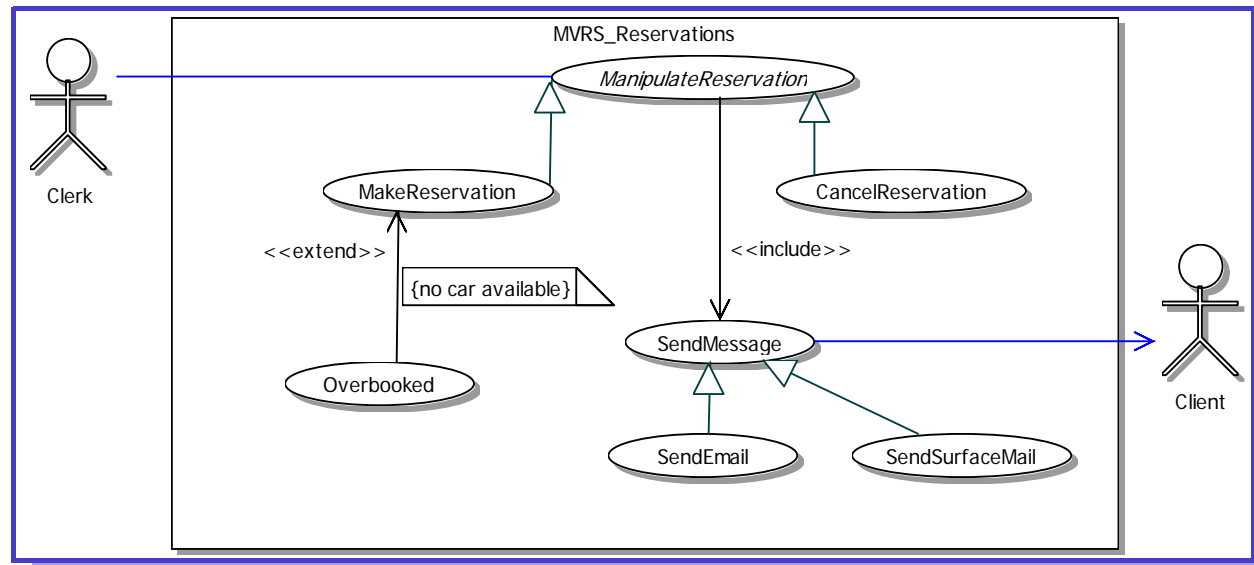 MVRS_Reservations
ManipulateReservation
Clerk
MakeReservation
CancelReservation
<<extend>>
<<include>>
{no car available}
SendMessage
Overbooked
Client
SendEmail
SendSurfaceMail